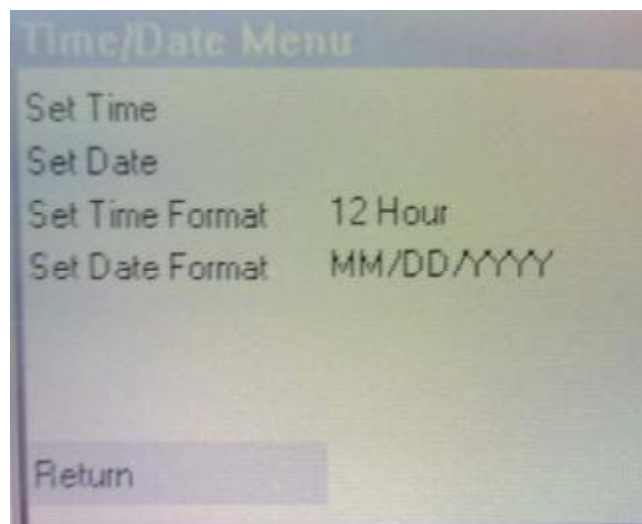 Time/Date Menu
Set Time
Set Date
Set Time Format 12 Hour
Set Date Format MM/DD/YYYY
Return